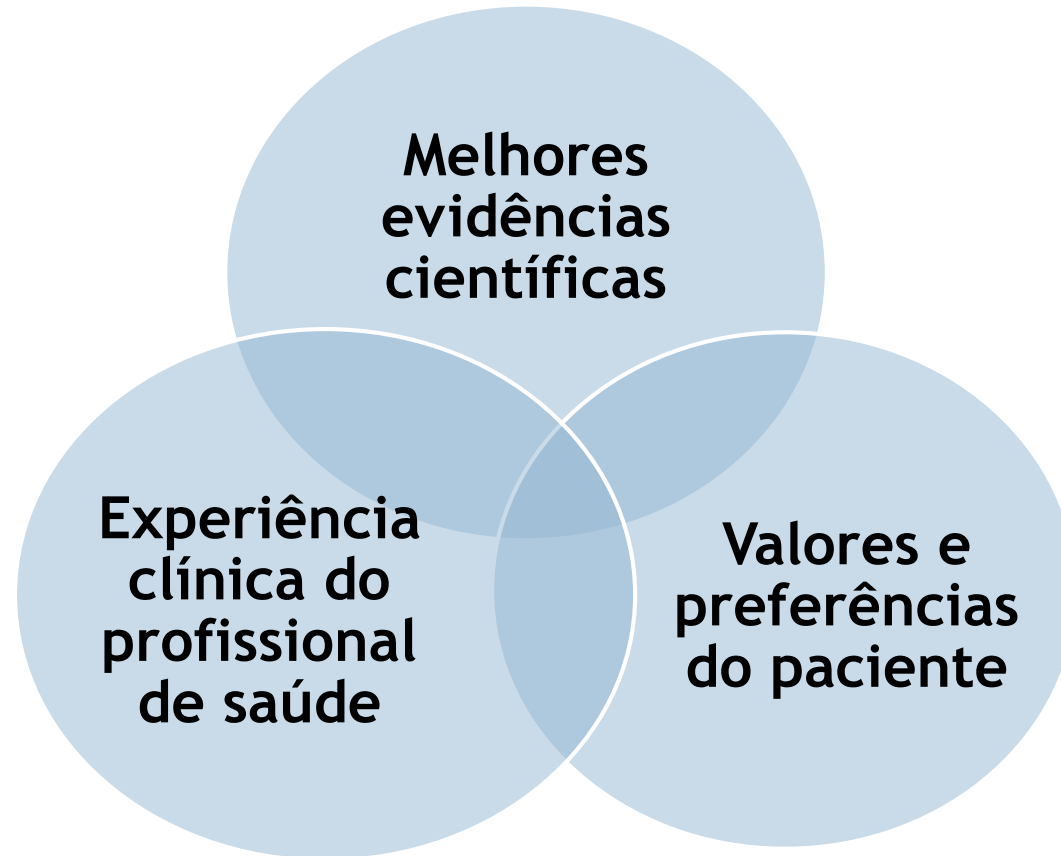 Melhores
evidências
científicas
Experiência
clínica do
profissional
de saúde
Valores e
preferências
do paciente